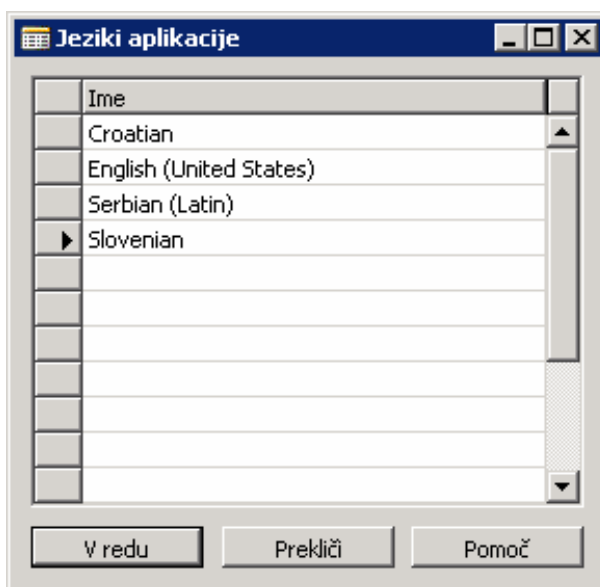 Jeziki aplikacije
Ime
Croatian
English (United States)
Serbian (Latin)
Slovenian
V redu Prekliči Pomoč